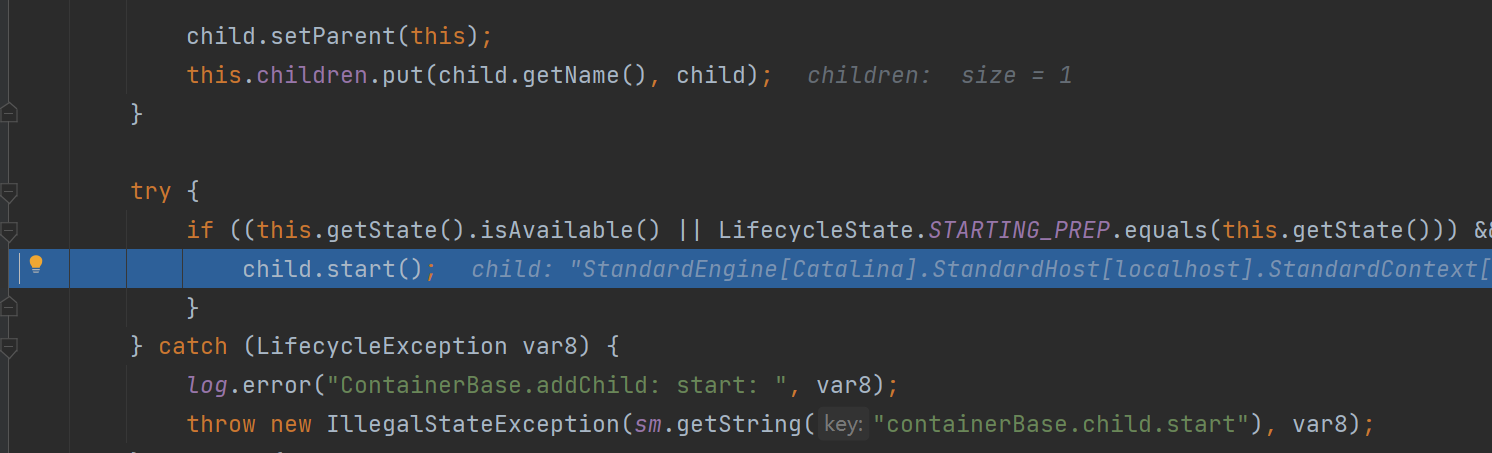 child.setParent(this);
this.children.put(child.getName(), child); children: size = 1
}
try {
if ((this.getState().isAvailable() || LifecycleState.STARTING_PREP.equals(this.getState())) &&
child.start(); child: "StandardEngine[Catalina].StandardHost[localhost].StandardContext[
}
} catch (LifecycleException var8) {
log.error("ContainerBase.addChild: start: ", var8);
throw new IllegalStateException(sm.getString( key: "containerBase.child.start"), var8);